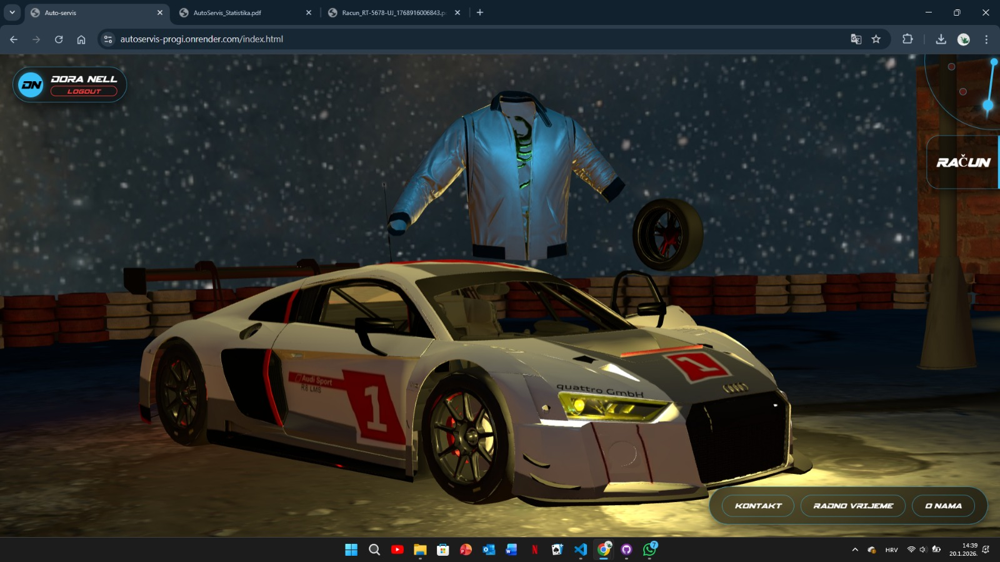 Auto-servis
AutoServis_Statistika.pdf
Racun_RT-5678-UJ_1768916006843.p
autoservis-progi.onrender.com/index.html
DN
DORA NELL
LOGOUT
RAČUN
Audi Sport
R8 LMS
1
1
quattro GmbH
KONTAKT
RADNO VRIJEME
O NAMA
7
HRV
14:39
20.1.2026.